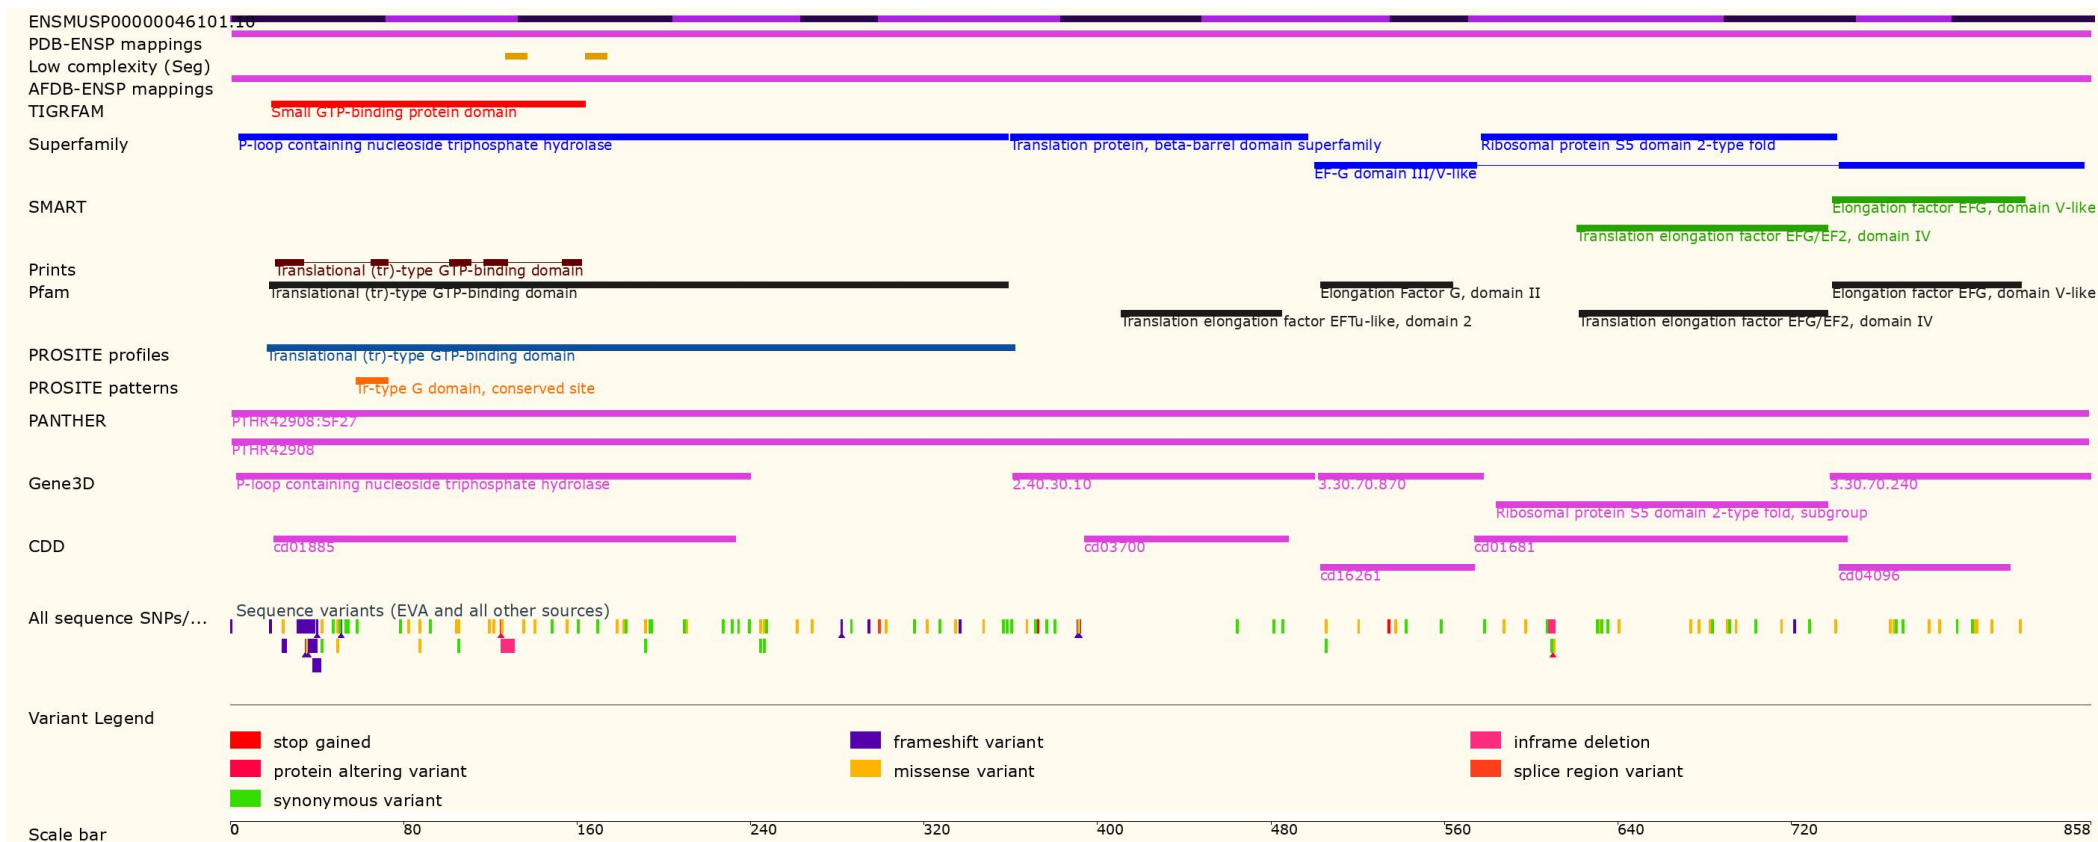 ENSMUSP00000046101.10
PDB-ENSP mappings
Low complexity (Seg)
AFDB-ENSP mappings
TIGRFAM
Small GTP-binding protein domain
Superfamily
P-loop containing nucleoside triphosphate hydrolase
Translation protein, beta-barrel domain superfamily
Ribosomal protein S5 domain 2-type fold
EF-G domain III/V-like
SMART
Elongation factor EFG, domain V-like
Translation elongation factor EFG/EF2, domain IV
Prints
Translational (tr)-type GTP-binding domain
Pfam
Translational (tr)-type GTP-binding domain
Elongation Factor G, domain II
Elongation factor EFG, domain V-like
Translation elongation factor EFTu-like, domain 2
Translation elongation factor EFG/EF2, domain IV
PROSITE profiles
Translational (tr)-type GTP-binding domain
PROSITE patterns
Tr-type G domain, conserved site
PANTHER
PTHR42908:SF27
PTHR42908
Gene3D
P-loop containing nucleoside triphosphate hydrolase
2.40.30.10
3.30.70.870
3.30.70.240
Ribosomal protein S5 domain 2-type fold, subgroup
CDD
cd01885
cd03700
cd01681
cd16261
cd04096
Sequence variants (EVA and all other sources)
All sequence SNPs/...
Variant Legend
stop gained
frameshift variant
inframe deletion
protein altering variant
missense variant
splice region variant
synonymous variant
Scale bar
0 80 160 240 320 400 480 560 640 720 858